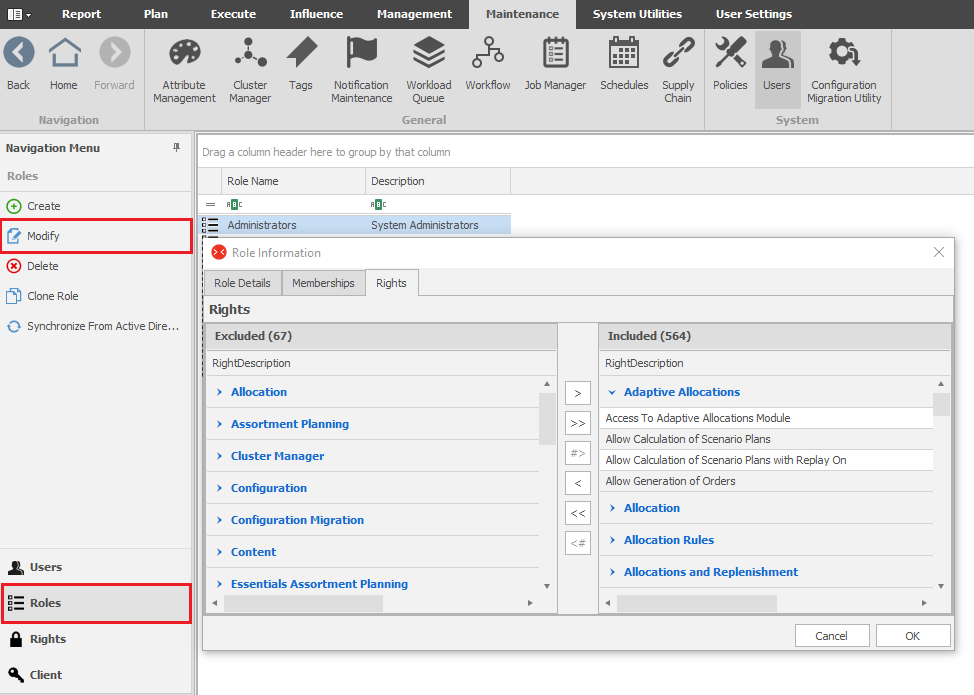 Report Plan Execute Influence Management Maintenance System Utilities User Settings
Back Home Forward
Attribute Management
Cluster Manager
Tags
Notification Maintenance
Workload Queue
Workflow
Job Manager
Schedules
Supply Chain
Policies
Users
Configuration Migration Utility
Navigation General System
Navigation Menu
Roles
Create
Modify
Delete
Clone Role
Synchronize From Active Dire...
Users
Roles
Rights
Client
Drag a column header here to group by that column
Role Name Description
= ABC ABC
Administrators System Administrators
Role Information
Role Details Memberships Rights
Rights
Excluded (67)
RightDescription
> Allocation
> Assortment Planning
> Cluster Manager
> Configuration
> Configuration Migration
> Content
> Essentials Assortment Planning
>
>>
#>
<
<<
<#
Included (564)
RightDescription
Adaptive Allocations
Access To Adaptive Allocations Module
Allow Calculation of Scenario Plans
Allow Calculation of Scenario Plans with Replay On
Allow Generation of Orders
> Allocation
> Allocation Rules
> Allocations and Replenishment
Cancel OK